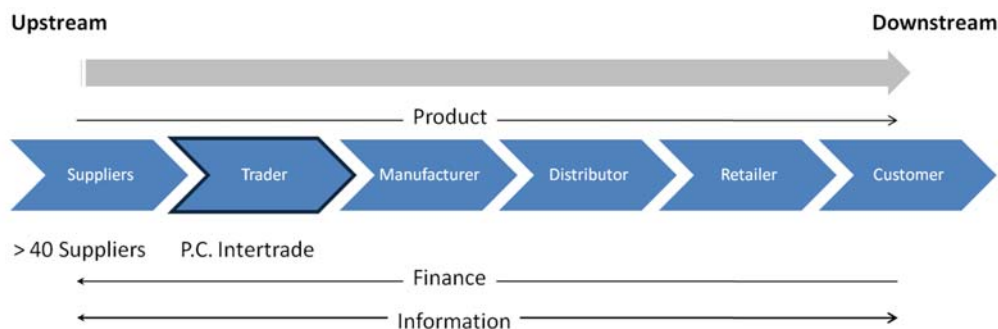 Upstream Downstream
Product
Suppliers Trader Manufacturer Distributor Retailer Customer
> 40 Suppliers P.C. Intertrade
Finance
Information